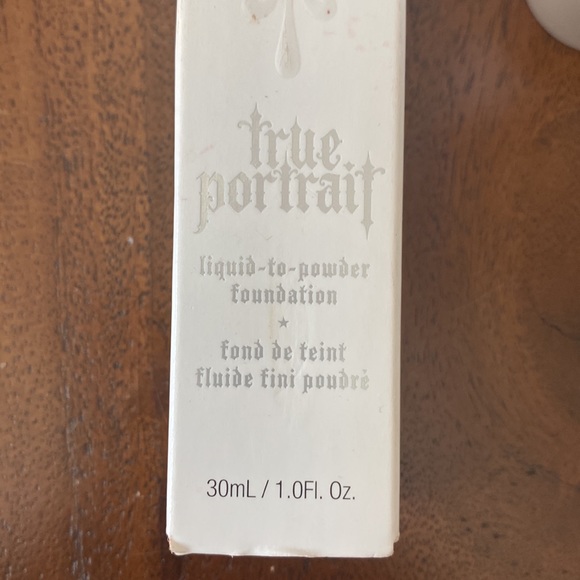 true
portrait
liquid-to-powder
foundation
fond de teint
fluide fini poudré
30mL / 1.0Fl. Oz.